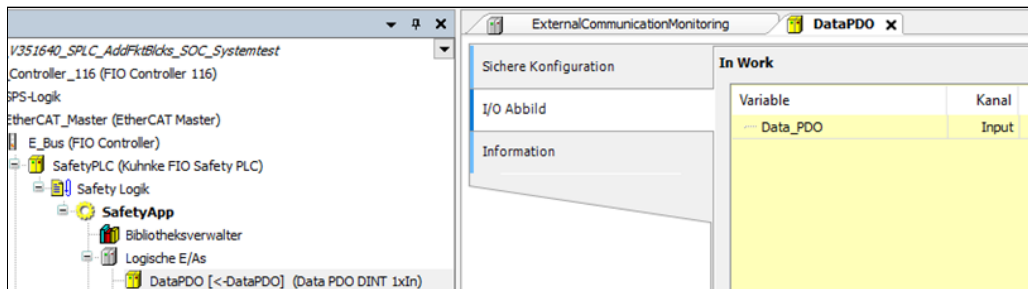 V351640_SPLC_AddFktBlcks_SOC_Systemtest
_Controller_116 (FIO Controller 116)
SPS-Logik
EtherCAT_Master (EtherCAT Master)
E_Bus (FIO Controller)
SafetyPLC (Kuhnke FIO Safety PLC)
Safety Logik
SafetyApp
Bibliotheksverwalter
Logische E/As
DataPDO [<-DataPDO] (Data PDO DINT 1xIn)
ExternalCommunicationMonitoring
DataPDO
Sichere Konfiguration
I/O Abbild
Information
In Work
Variable Kanal
Data_PDO Input